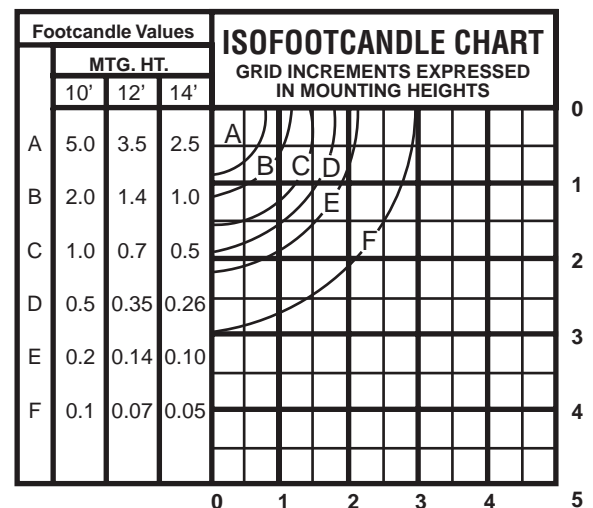 Footcandle Values
MTG. HT.
10' 12' 14'
A 5.0 3.5 2.5
B 2.0 1.4 1.0
C 1.0 0.7 0.5
D 0.5 0.35 0.26
E 0.2 0.14 0.10
F 0.1 0.07 0.05
ISOFOOTCANDLE CHART
GRID INCREMENTS EXPRESSED
IN MOUNTING HEIGHTS
A
B C D
E
F
0
1
2
3
4
5
0 1 2 3 4